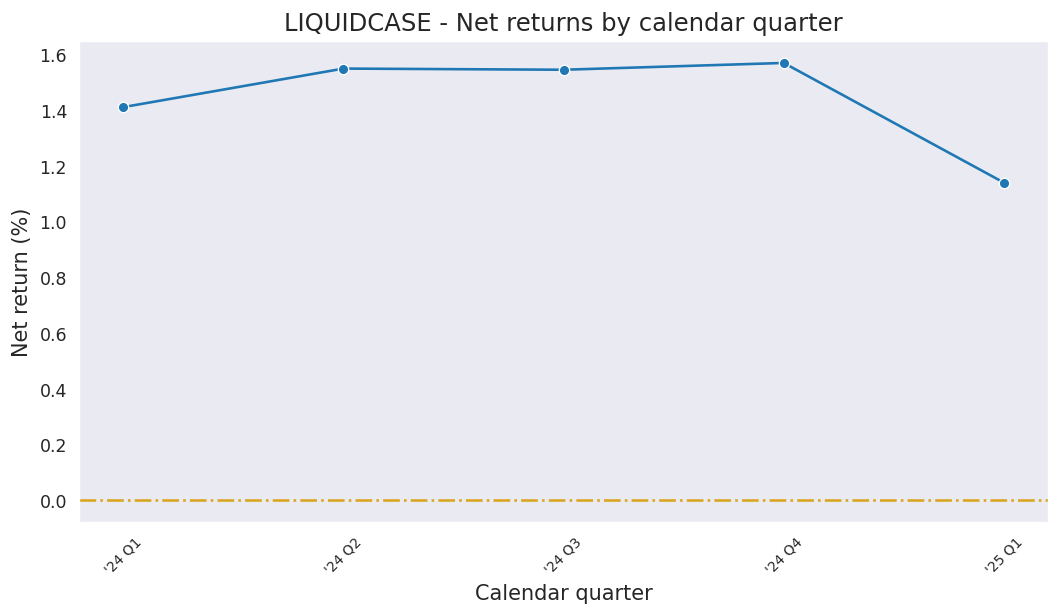 LIQUIDCASE - Net returns by calendar quarter
Net return (%)
1.6
1.4
1.2
1.0
0.8
0.6
0.4
0.2
0.0
'24 Q1
'24 Q2
'24 Q3
'24 Q4
'25 Q1
Calendar quarter